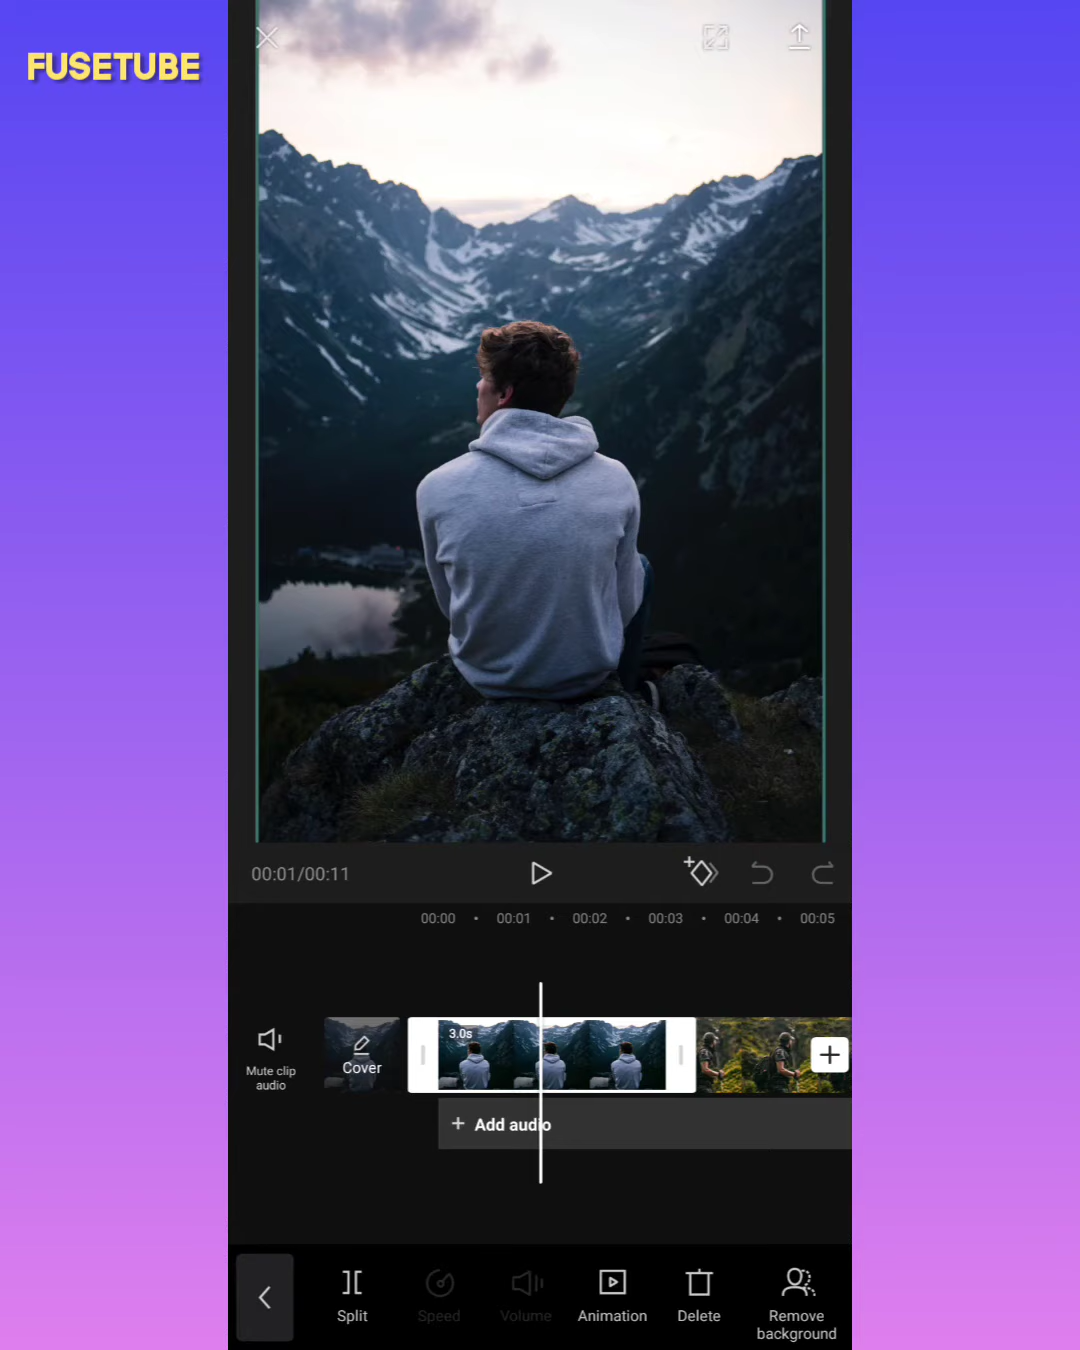 FUSETUBE
00:01/00:11
00:00 • 00:01 • 00:02 • 00:03 • 00:04 • 00:05
3.0s
Mute clip
audio
Cover
+
+ Add audio
Split
Speed
Volume
Animation
Delete
Remove
background